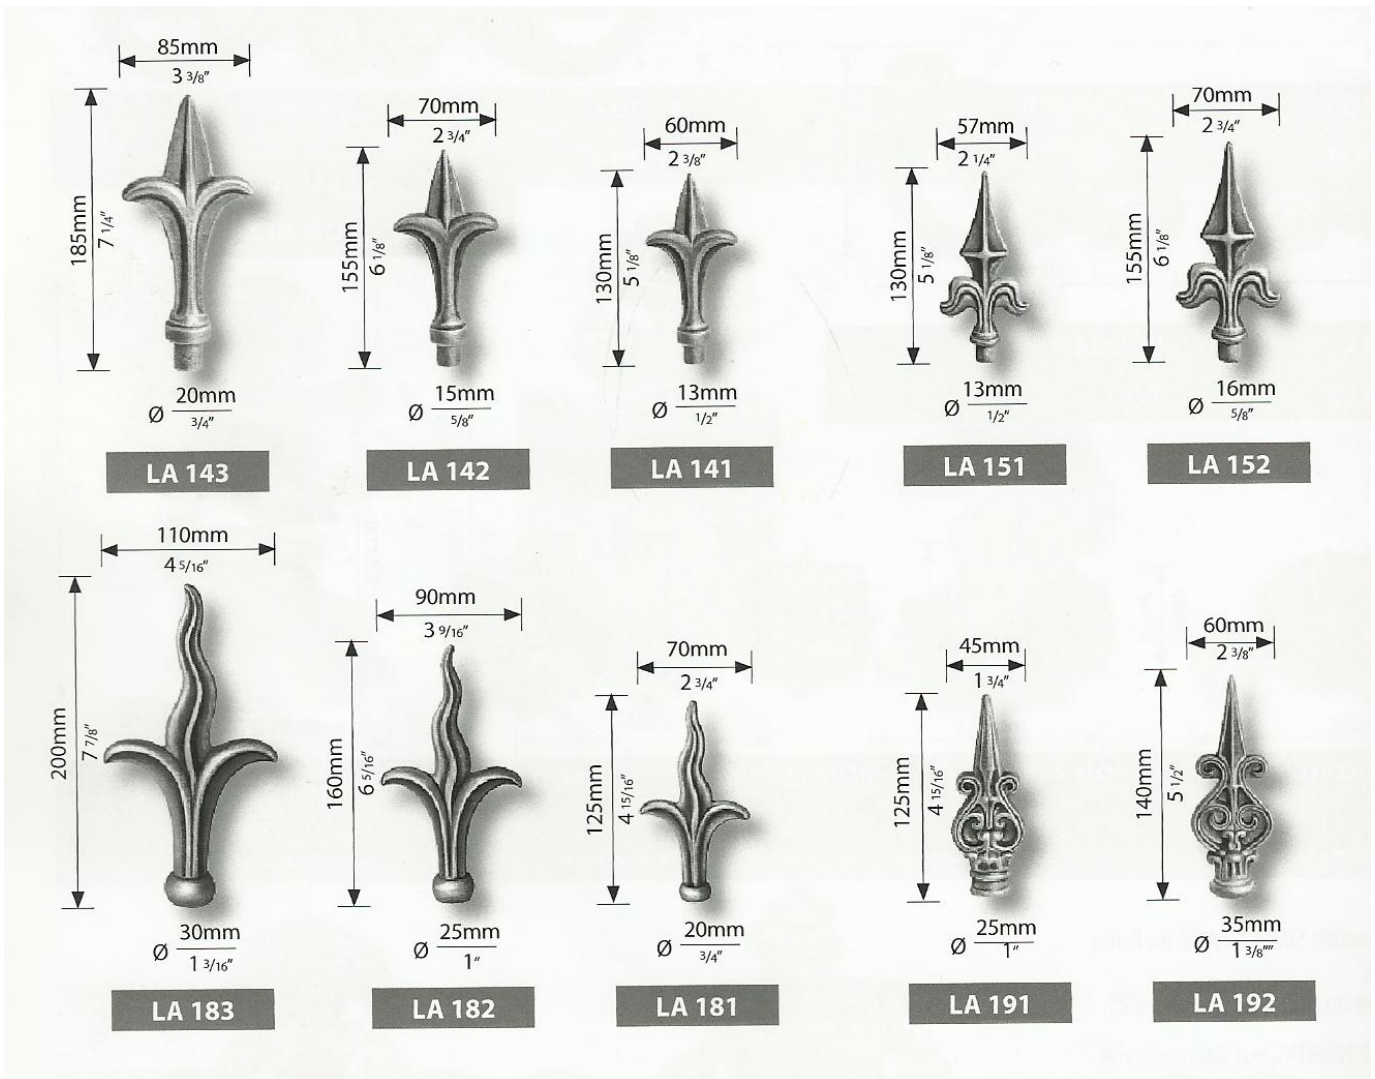 85mm
3 3/8"
185mm
7 1/4"
Ø 20mm
3/4"
LA 143
70mm
2 3/4"
155mm
6 1/8"
Ø 15mm
5/8"
LA 142
60mm
2 3/8"
130mm
5 1/8"
Ø 13mm
1/2"
LA 141
57mm
2 1/4"
130mm
5 1/8"
Ø 13mm
1/2"
LA 151
70mm
2 3/4"
155mm
6 1/8"
Ø 16mm
5/8"
LA 152
110mm
4 5/16"
200mm
7 7/8"
Ø 30mm
1 3/16"
LA 183
90mm
3 9/16"
160mm
6 5/16"
Ø 25mm
1"
LA 182
70mm
2 3/4"
125mm
4 15/16"
Ø 20mm
3/4"
LA 181
45mm
1 3/4"
125mm
4 15/16"
Ø 25mm
1"
LA 191
60mm
2 3/8"
140mm
5 1/2"
Ø 35mm
1 3/8""
LA 192